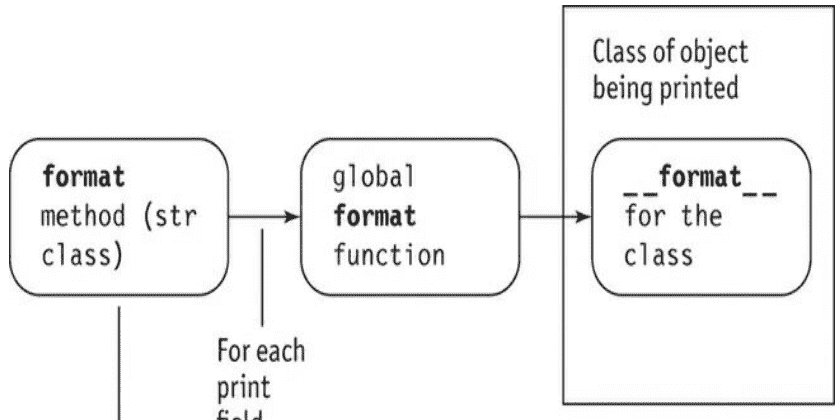 Class of object
being printed
format
method (str
class)
global
format
function
__format__
for the
class
For each
print
field